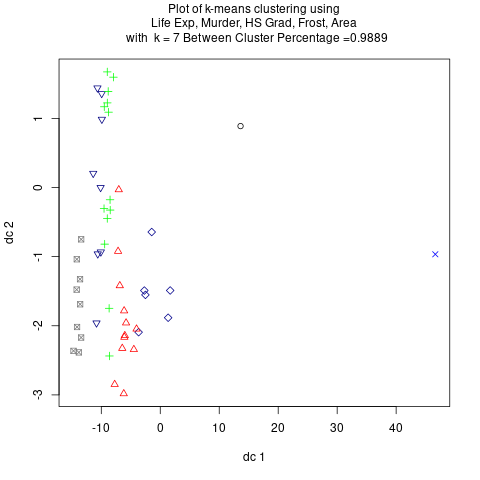 Plot of k-means clustering using
Life Exp, Murder, HS Grad, Frost, Area
with k = 7 Between Cluster Percentage =0.9889
1
0
-1
-2
-3
dc 2
-10 0 10 20 30 40
dc 1